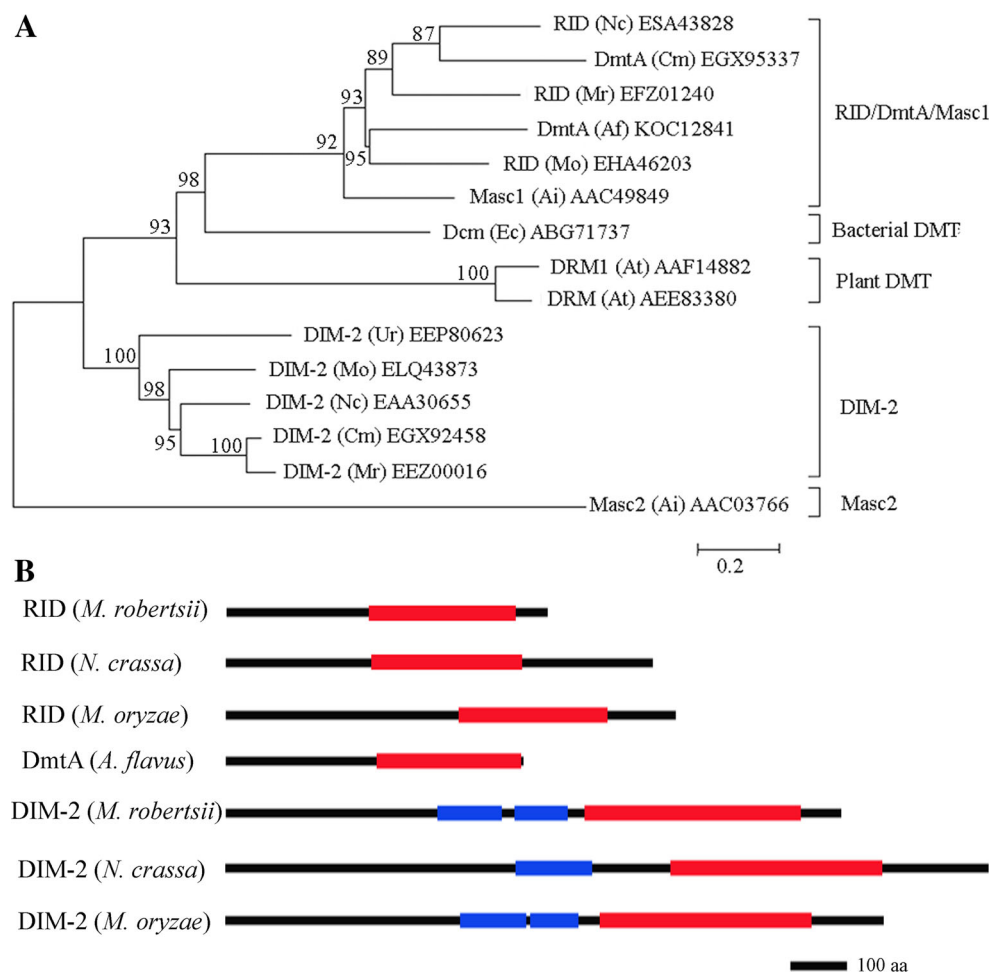 A
87
RID (Nc) ESA43828
DmtA (Cm) EGX95337
89
RID (Mr) EFZ01240
93
DmtA (Af) KOC12841
RID/DmtA/Masc1
92
95
RID (Mo) EHA46203
Masc1 (Ai) AAC49849
98
93
Dcm (Ec) ABG71737
Bacterial DMT
100
DRM1 (At) AAF14882
DRM (At) AEE83380
Plant DMT
DIM-2 (Ur) EEP80623
100
DIM-2 (Mo) ELQ43873
98
DIM-2 (Nc) EAA30655
DIM-2
95
100
DIM-2 (Cm) EGX92458
DIM-2 (Mr) EEZ00016
Masc2 (Ai) AAC03766
Masc2
0.2
B
RID (M. robertsii)
RID (N. crassa)
RID (M. oryzae)
DmtA (A. flavus)
DIM-2 (M. robertsii)
DIM-2 (N. crassa)
DIM-2 (M. oryzae)
100 aa